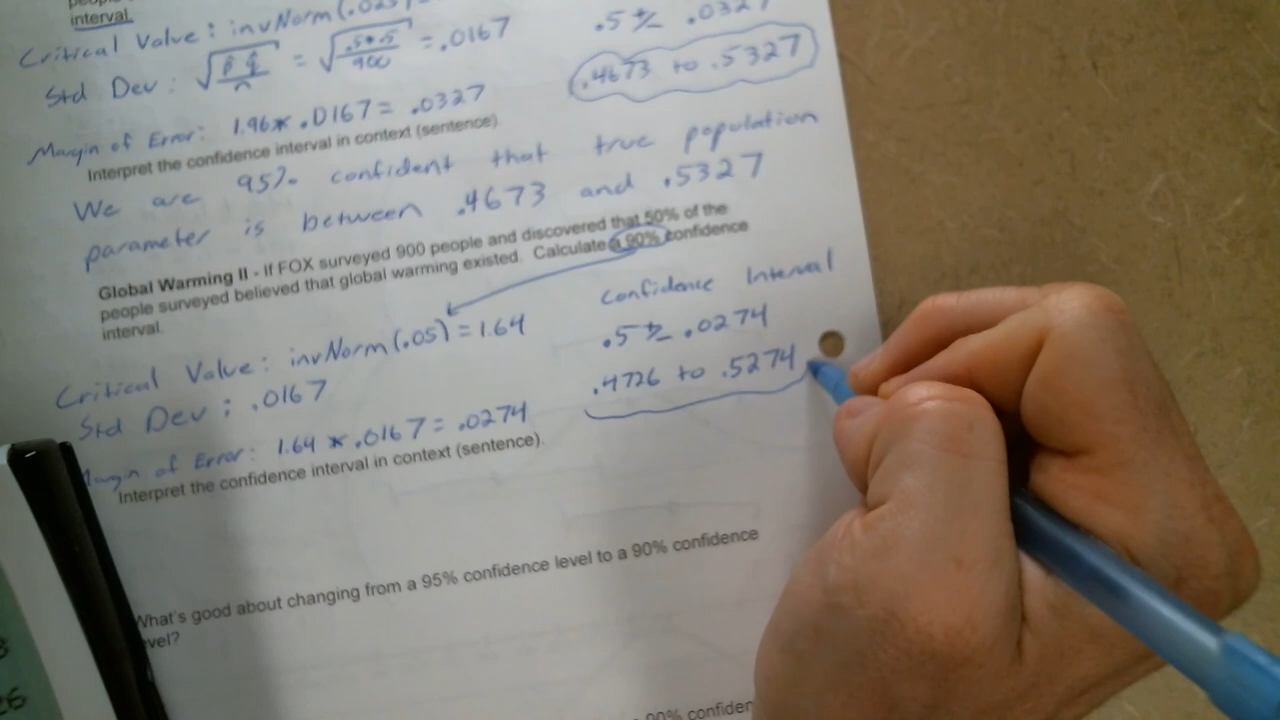 interval.
Critical Value: invNorm(.025)
Std Dev: √p̂ q̂/n = √.5*.5/900 = .0167
.5 +/- .0327
.4673 to .5327
Margin of Error: 1.96* .0167= .0327
Interpret the confidence interval in context (sentence)
We are 95% confident that true population
parameter is between .4673 and .5327
Global Warming II - If FOX surveyed 900 people and discovered that 50% of the
people surveyed believed that global warming existed. Calculate a 90% confidence
interval.
Critical Value: invNorm(.05)=1.64
Std Dev: .0167
Margin of Error: 1.64 *.0167= .0274
Confidence Interval
.5 +/- .0274
.4726 to .5274
Interpret the confidence interval in context (sentence).
What's good about changing from a 95% confidence level to a 90% confidence
level?
26